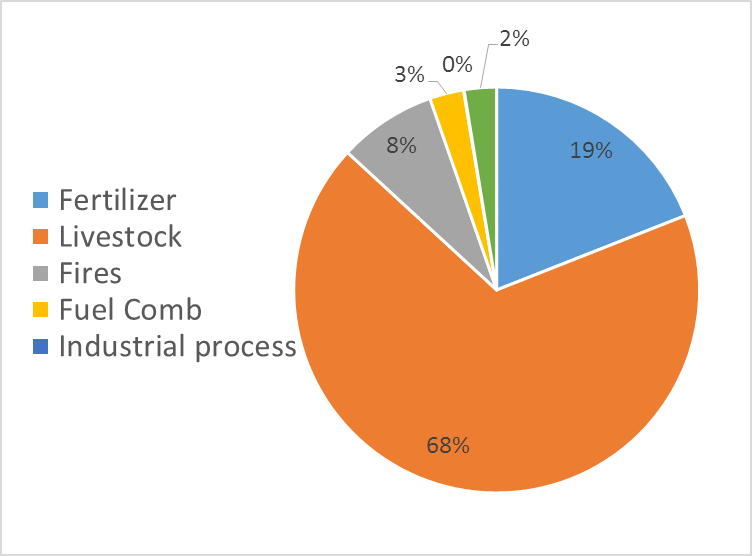 2%
0%
3%
8%
19%
Fertilizer
Livestock
Fires
Fuel Comb
Industrial process
68%